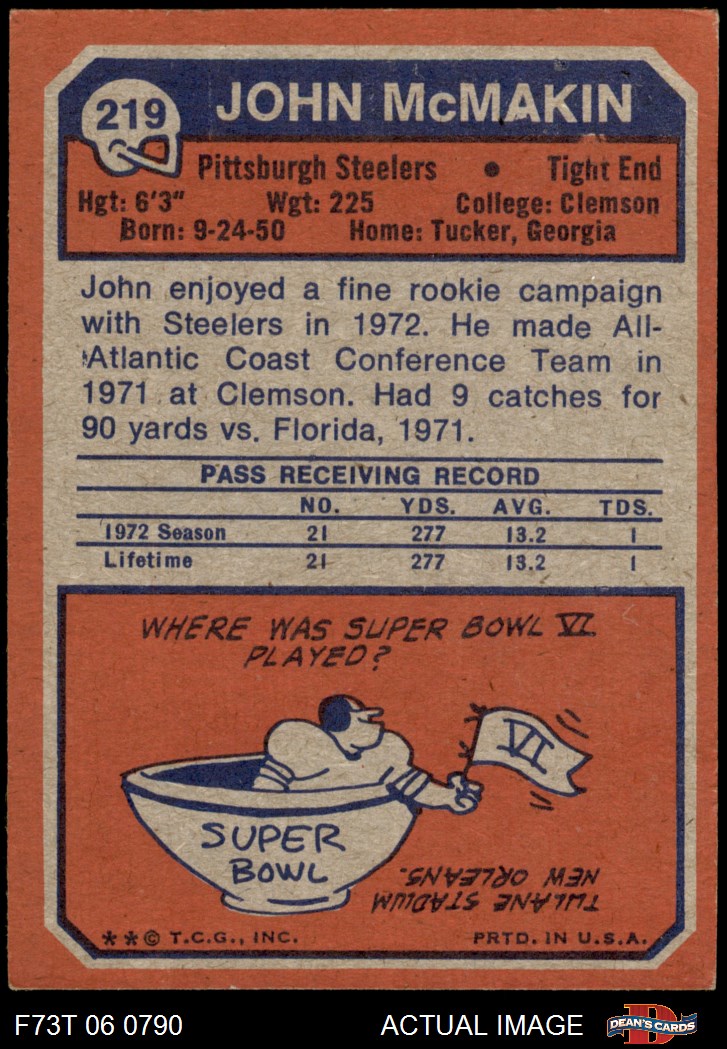 219
JOHN McMAKIN
Pittsburgh Steelers • Tight End
Hgt: 6'3" Wgt: 225 College: Clemson
Born: 9-24-50 Home: Tucker, Georgia
John enjoyed a fine rookie campaign
with Steelers in 1972. He made All-
Atlantic Coast Conference Team in
1971 at Clemson. Had 9 catches for
90 yards vs. Florida, 1971.
PASS RECEIVING RECORD
NO. YDS. AVG. TDS.
1972 Season 21 277 13.2 1
Lifetime 21 277 13.2 1
WHERE WAS SUPER BOWL VI
PLAYED?
VI
SUPER
BOWL
TULANE STADIUM
NEW ORLEANS.
**© T.C.G., INC. PRTD. IN U.S.A.
F73T 06 0790 ACTUAL IMAGE
D
DEAN'S CARDS